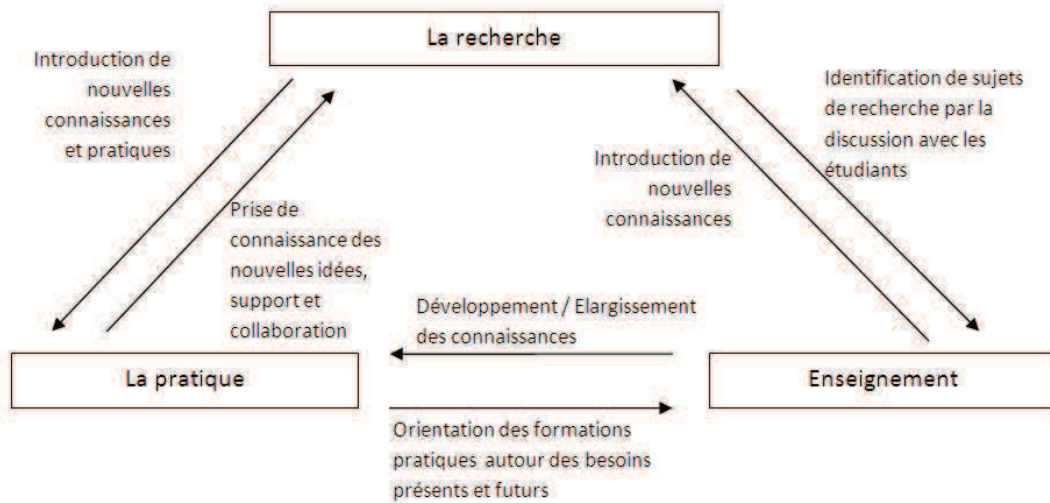 La recherche
Introduction de
nouvelles
connaissances
et pratiques
Identification de sujets
de recherche par la
discussion avec les
étudiants
Introduction de
nouvelles
connaissances
Prise de
connaissance des
nouvelles idées,
support et
collaboration
Développement / Elargissement
des connaissances
La pratique
Enseignement
Orientation des formations
pratiques autour des besoins
présents et futurs